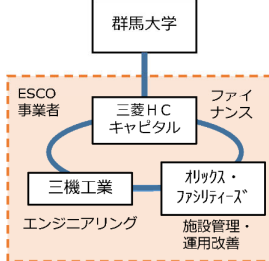 群馬大学
ESCO
事業者
三菱HC
キャピタル
ファイ
ナンス
三機工業
オリックス・
ファシリティーズ
エンジニアリング
施設管理・
運用改善